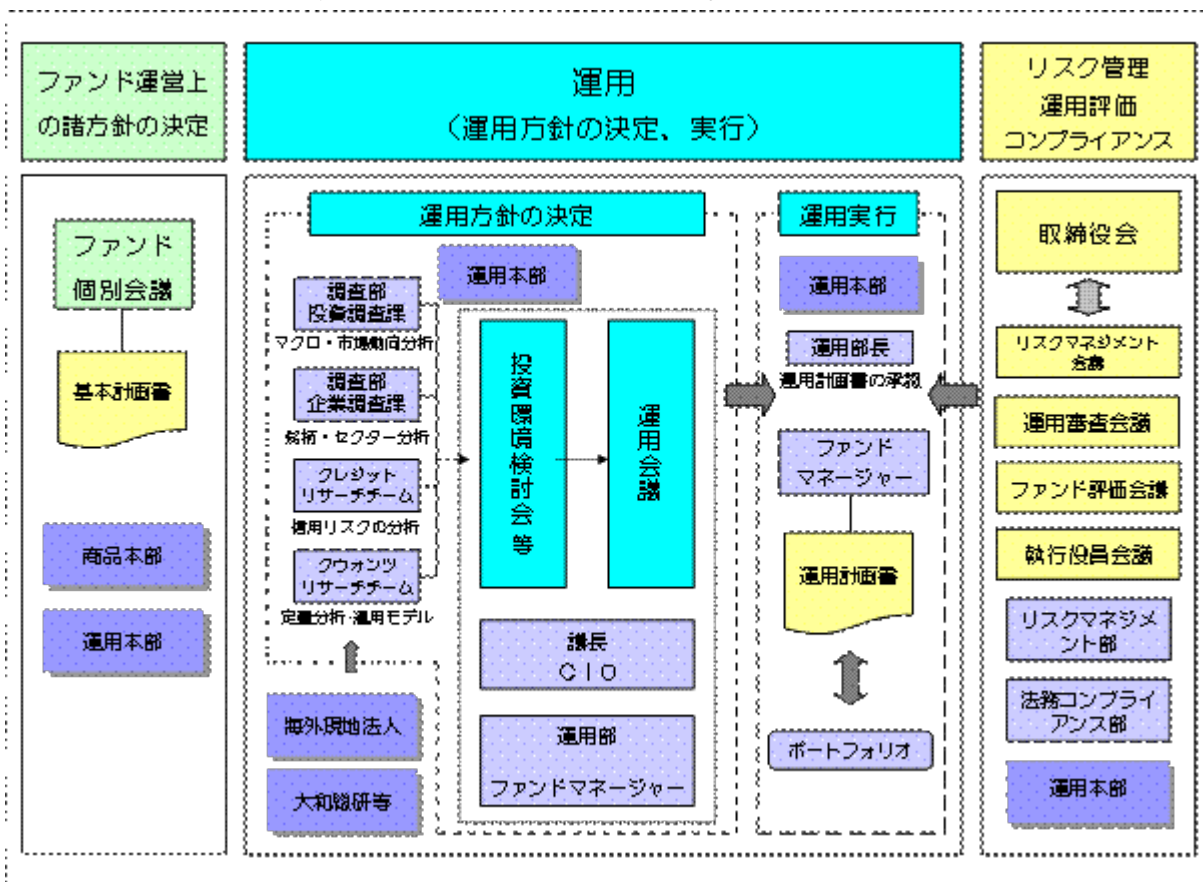 ファンド運営上
の諸方針の決定
運用
（運用方針の決定、実行）
リスク管理
運用評価
コンプライアンス
ファンド
個別会議
基本計画書
商品本部
運用本部
運用方針の決定
運用本部
調査部
投資調査課
マクロ・市場動向分析
調査部
企業調査課
銘柄・セクター分析
クレジット
リサーチチーム
信用リスクの分析
クウォンツ
リサーチチーム
定量分析・運用モデル
海外現地法人
大和総研等
投資環境検討会等
運用会議
議長
ＣＩＯ
運用部
ファンドマネージャー
運用実行
運用本部
運用部長
運用計画書の承認
ファンド
マネージャー
運用計画書
ポートフォリオ
取締役会
リスクマネジメント
会議
運用審査会議
ファンド評価会議
執行役員会議
リスクマネジメ
ント部
法務コンプライ
アンス部
運用本部